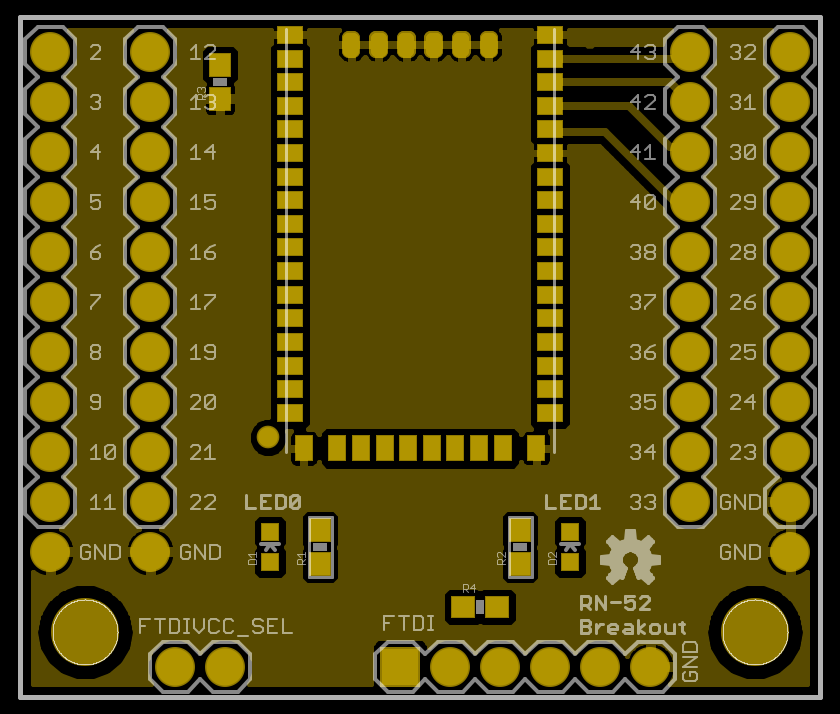 2 12 43 32
R3
3 13 42 31
4 14 41 30
5 15 40 29
6 16 38 28
7 17 37 26
8 19 36 25
9 20 35 24
10 21 34 23
11 22 LED0 LED1 33 GND
GND GND D1 R1 R2 D2 GND
R4
RN-52
FTDIVCC_SEL FTDI Breakout
GND